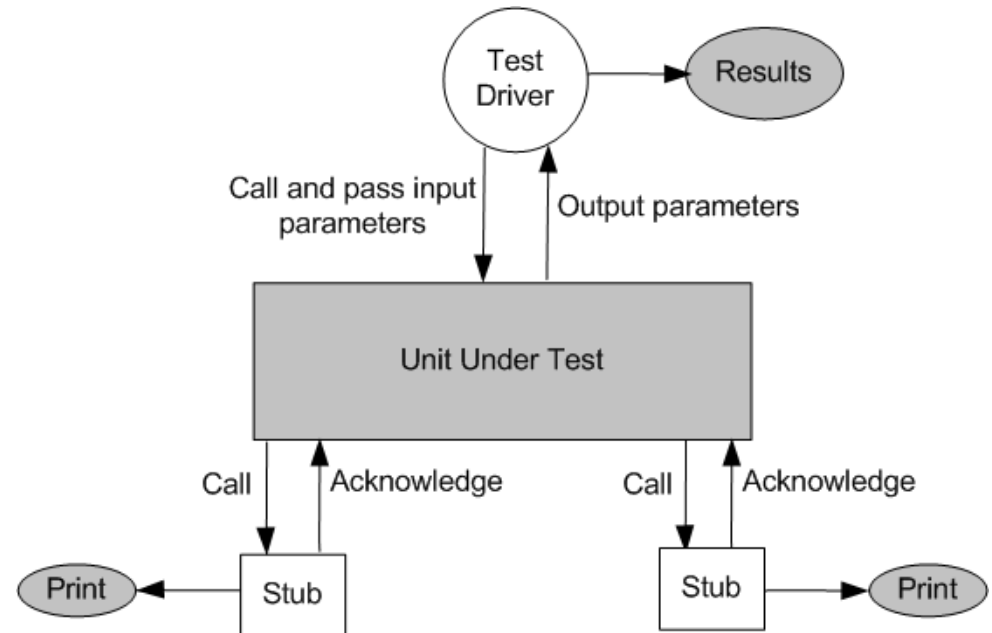 Test
Driver
Results
Call and pass input
parameters
Output parameters
Unit Under Test
Call
Acknowledge
Call
Acknowledge
Print
Stub
Stub
Print